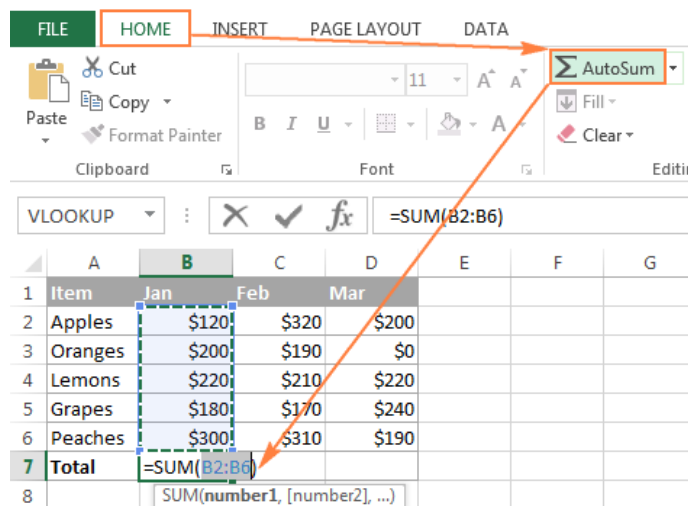 FILE HOME INSERT PAGE LAYOUT DATA
Cut
Copy
Format Painter
Paste
Clipboard
11 A A
B I U A
Font
Σ AutoSum
Fill
Clear
Editi
VLOOKUP fx =SUM(B2:B6)
A B C D E F G
1 Item Jan Feb Mar
2 Apples $120 $320 $200
3 Oranges $200 $190 $0
4 Lemons $220 $210 $220
5 Grapes $180 $170 $240
6 Peaches $300 $310 $190
7 Total =SUM(B2:B6)
8 SUM(number1, [number2], ...)